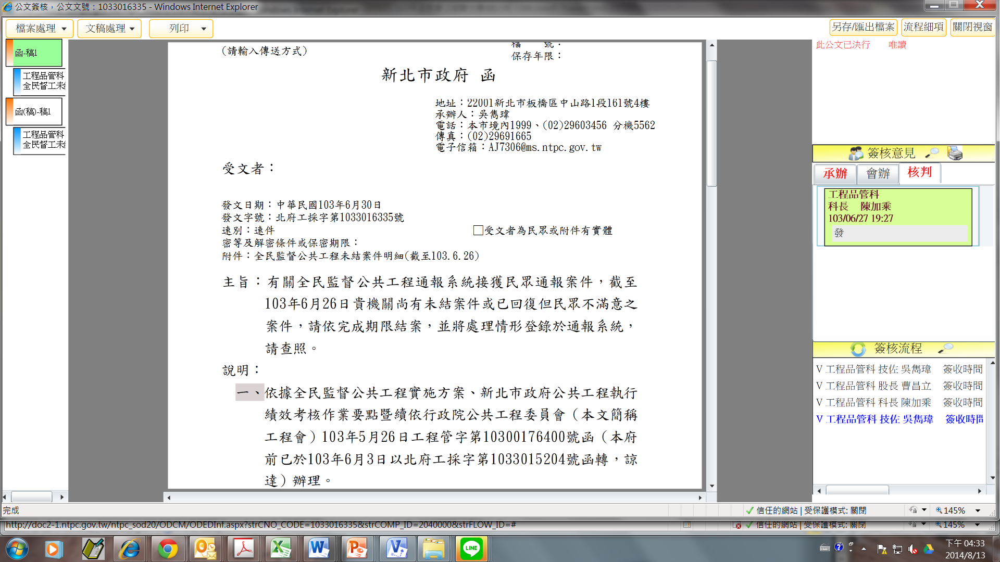 公文簽核，公文文號：1033016335 - Windows Internet Explorer
檔案處理
文稿處理
列印
另存/匯出檔案
流程細項
關閉視窗
函-稿1
工程品管科
全民督工未
函(稿)-稿1
工程品管科
全民督工未
(請輸入傳送方式)
檔　　號：
保存年限：
新北市政府 函
地址：22001新北市板橋區中山路1段161號4樓
承辦人：吳雋瑋
電話：本市境內1999、(02)29603456 分機5562
傳真：(02)29691665
電子信箱：AJ7306@ms.ntpc.gov.tw
受文者：
發文日期：中華民國103年6月30日
發文字號：北府工採字第1033016335號
速別：速件
□受文者為民眾或附件有實體
密等及解密條件或保密期限：
附件：全民監督公共工程未結案件明細(截至103.6.26)
主旨：有關全民監督公共工程通報系統接獲民眾通報案件，截至
103年6月26日貴機關尚有未結案件或已回復但民眾不滿意之
案件，請依完成期限結案，並將處理情形登錄於通報系統，
請查照。
說明：
一、依據全民監督公共工程實施方案、新北市政府公共工程執行
績效考核作業要點暨續依行政院公共工程委員會（本文簡稱
工程會）103年5月26日工程管字第10300176400號函（本府
前已於103年6月3日以北府工採字第1033015204號函轉，諒
達）辦理。
此公文已決行　唯讀
簽核意見
承辦
會辦
核判
工程品管科
科長　陳加乘
103/06/27 19:27
發
簽核流程
V 工程品管科 技佐 吳雋瑋　簽收時間
V 工程品管科 股長 曹昌立　簽收時間
V 工程品管科 科長 陳加乘　簽收時間
V 工程品管科 技佐 吳雋瑋　簽收時間
完成
信任的網站 | 受保護模式: 關閉
145%
http://doc2-1.ntpc.gov.tw/ntpc_sod20/ODCM/ODEDInf.aspx?strCNO_CODE=1033016335&strCOMP_ID=2040000&strFLOW_ID=#
信任的網站 | 受保護模式: 關閉
145%
LINE
下午 04:33
2014/8/13